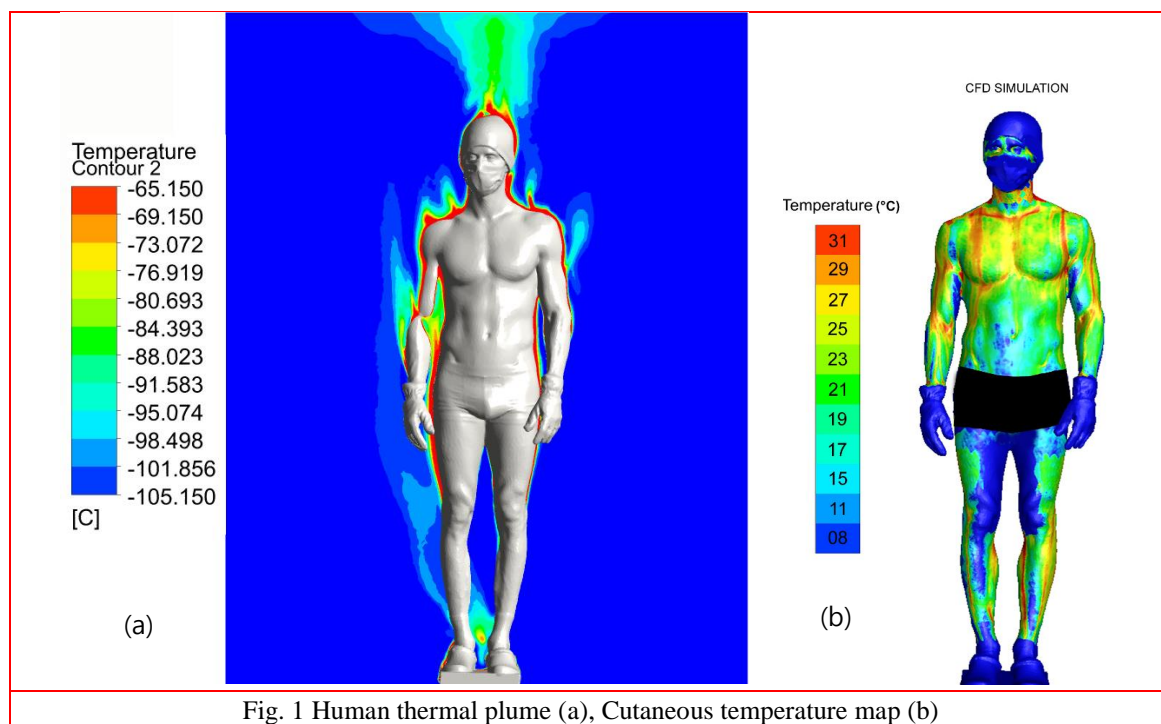 Temperature
Contour 2
-65.150
-69.150
-73.072
-76.919
-80.693
-84.393
-88.023
-91.583
-95.074
-98.498
-101.856
-105.150
[C]
(a)
CFD SIMULATION
Temperature (°C)
31
29
27
25
23
21
19
17
15
11
08
(b)
Fig. 1 Human thermal plume (a), Cutaneous temperature map (b)